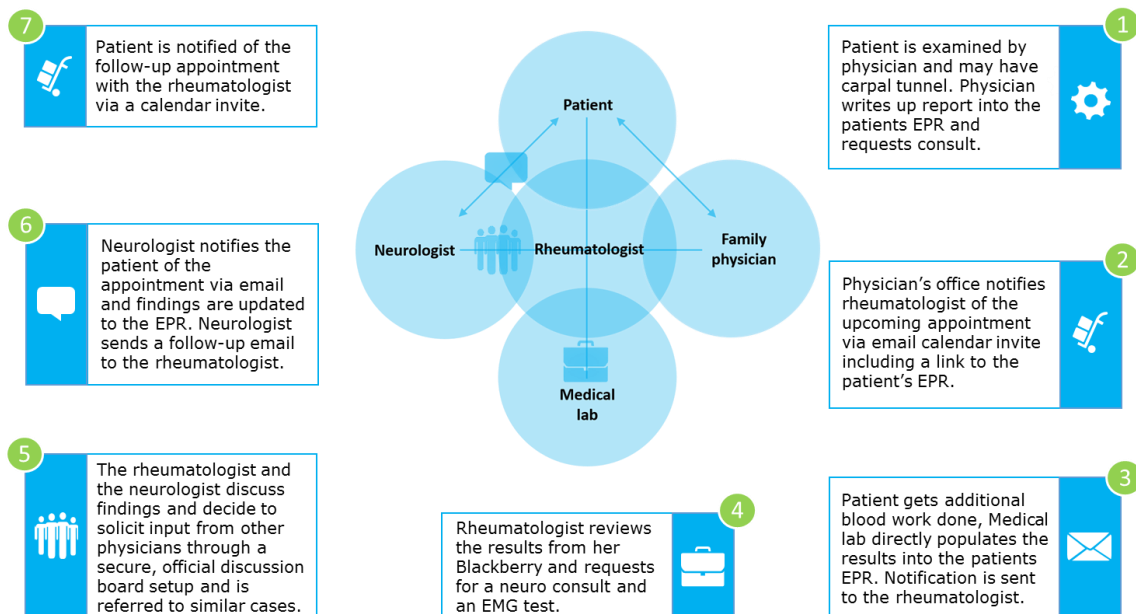 7
Patient is notified of the
follow-up appointment
with the rheumatologist
via a calendar invite.
6
Neurologist notifies the
patient of the
appointment via email
and findings are updated
to the EPR. Neurologist
sends a follow-up email
to the rheumatologist.
5
The rheumatologist and
the neurologist discuss
findings and decide to
solicit input from other
physicians through a
secure, official discussion
board setup and is
referred to similar cases.
Patient
Neurologist
Rheumatologist
Family
physician
Medical
lab
4
Rheumatologist reviews
the results from her
Blackberry and requests
for a neuro consult and
an EMG test.
1
Patient is examined by
physician and may have
carpal tunnel. Physician
writes up report into the
patients EPR and
requests consult.
2
Physician’s office notifies
rheumatologist of the
upcoming appointment
via email calendar invite
including a link to the
patient’s EPR.
3
Patient gets additional
blood work done, Medical
lab directly populates the
results into the patients
EPR. Notification is sent
to the rheumatologist.